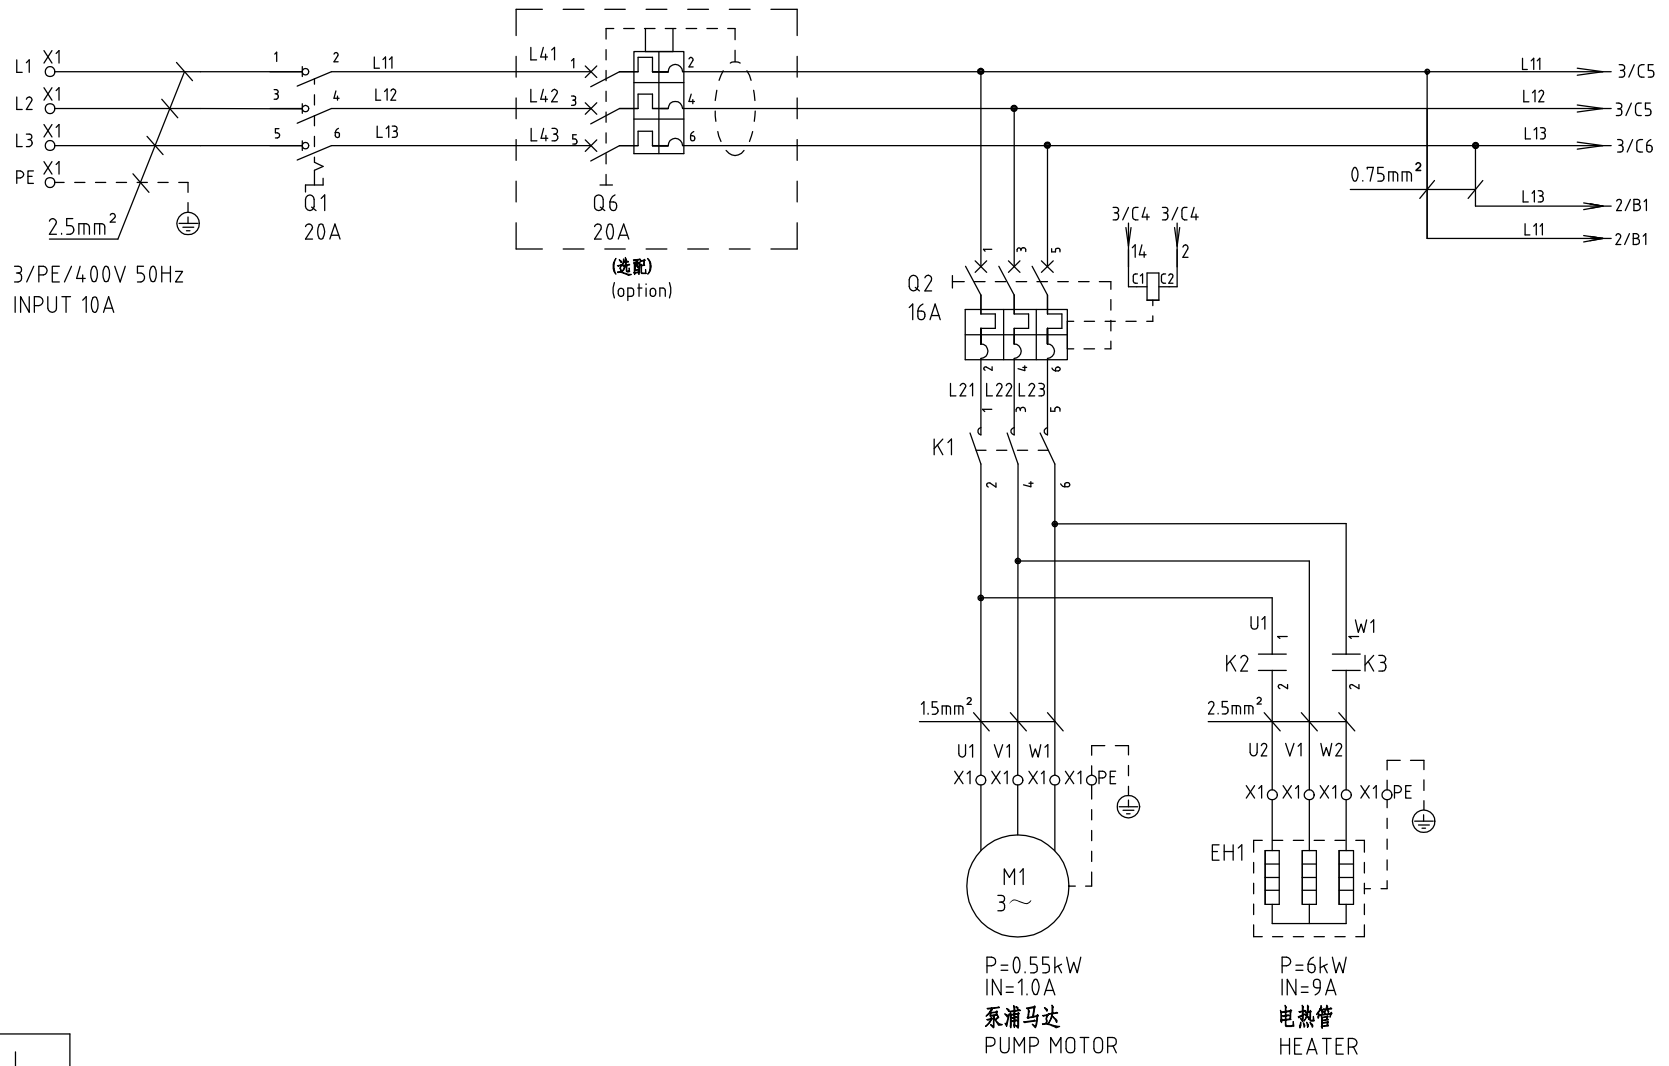 L1 X1
1 2 L11
L41 1 2
L11 3/C5
L2 X1
3 4 L12
L42 3 4
L12 3/C5
L3 X1
5 6 L13
L43 5 6
L13 3/C6
PE X1
2.5mm²
Q1
20A
Q6
20A
(选配)
(option)
3/PE/400V 50Hz
INPUT 10A
0.75mm²
L13 2/B1
L11 2/B1
3/C4 3/C4
14 2
C1 C2
1 3 5
Q2
16A
2 4 6
L21 L22 L23
1 3 5
K1
2 4 6
U1 1 W1 1
K2 K3
2 2
1.5mm²
2.5mm²
U1 V1 W1
U2 V1 W2
X1 X1 X1 X1 PE
X1 X1 X1 X1 PE
EH1
M1
3~
P=0.55kW
IN=1.0A
泵浦马达
PUMP MOTOR
P=6kW
IN=9A
电热管
HEATER